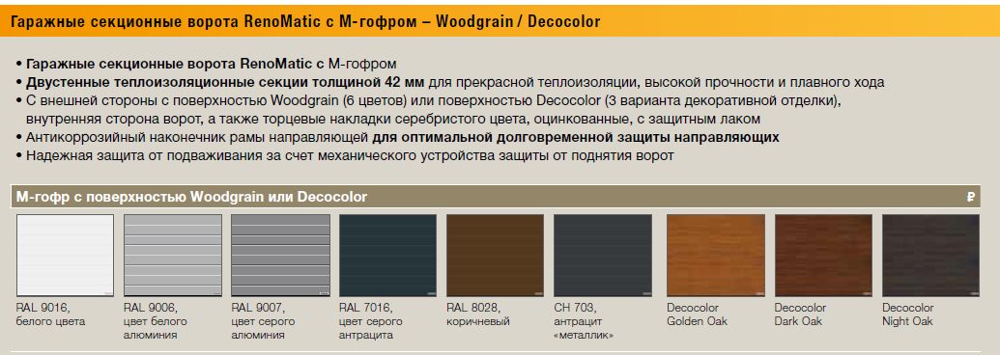 Гаражные секционные ворота RenoMatic с М-гофром – Woodgrain / Decocolor
• Гаражные секционные ворота RenoMatic с М-гофром
• Двустенные теплоизоляционные секции толщиной 42 мм для прекрасной теплоизоляции, высокой прочности и плавного хода
• С внешней стороны с поверхностью Woodgrain (6 цветов) или поверхностью Decocolor (3 варианта декоративной отделки),
внутренняя сторона ворот, а также торцевые накладки серебристого цвета, оцинкованные, с защитным лаком
• Антикоррозийный наконечник рамы направляющей для оптимальной долговременной защиты направляющих
• Надежная защита от подваживания за счет механического устройства защиты от поднятия ворот
М-гофр с поверхностью Woodgrain или Decocolor ₽
RAL 9016,
белого цвета
RAL 9006,
цвет белого
алюминия
RAL 9007,
цвет серого
алюминия
RAL 7016,
цвет серого
антрацита
RAL 8028,
коричневый
CH 703,
антрацит
«металлик»
Decocolor
Golden Oak
Decocolor
Dark Oak
Decocolor
Night Oak